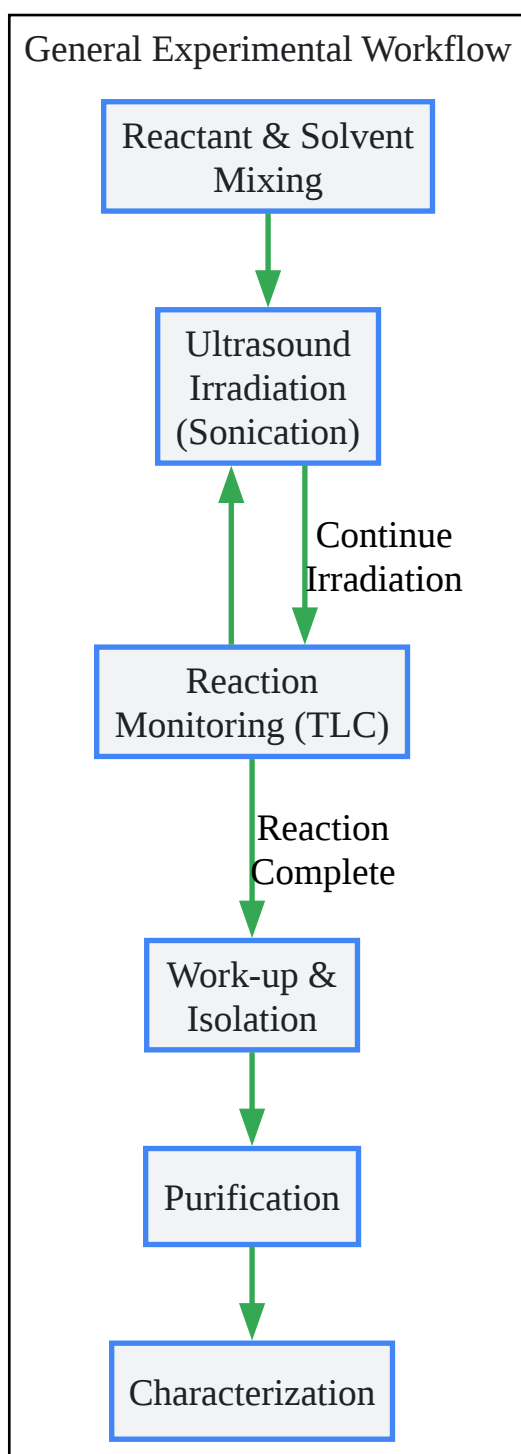 General Experimental Workflow
Reactant & Solvent
Mixing
Ultrasound
Irradiation
(Sonication)
Continue
Irradiation
Reaction
Monitoring (TLC)
Reaction
Complete
Work-up &
Isolation
Purification
Characterization